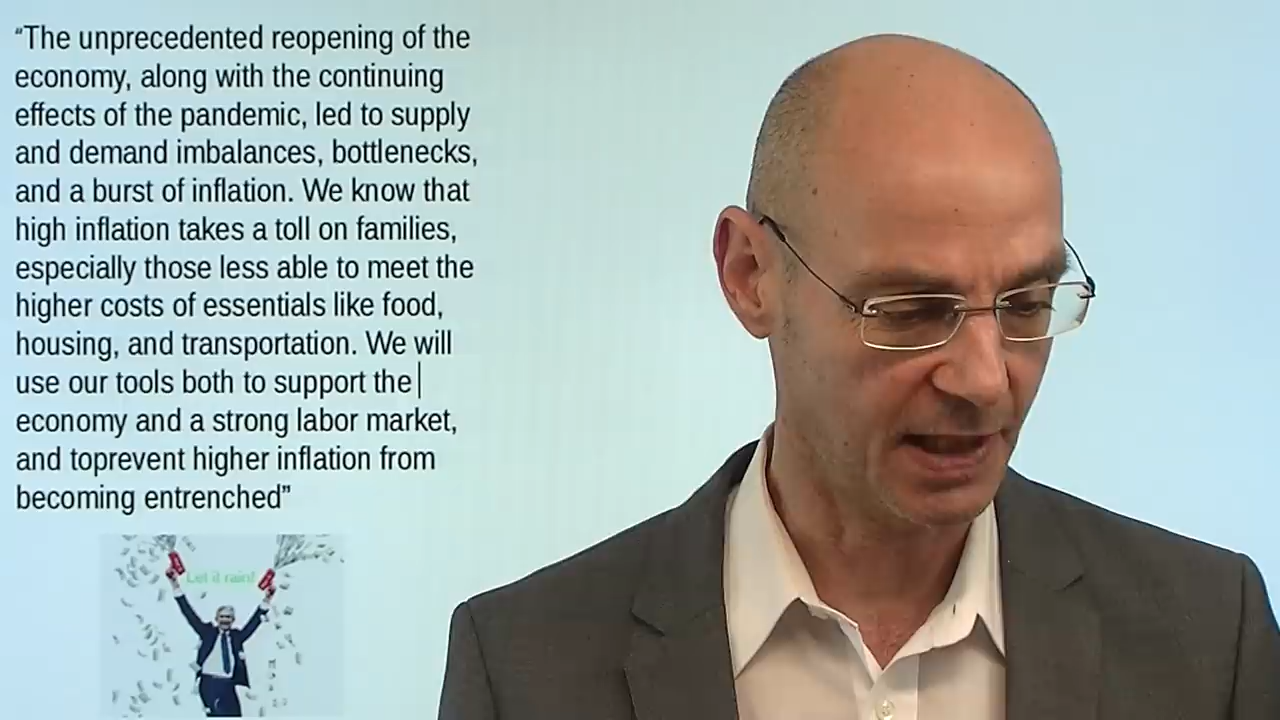 “The unprecedented reopening of the
economy, along with the continuing
effects of the pandemic, led to supply
and demand imbalances, bottlenecks,
and a burst of inflation. We know that
high inflation takes a toll on families,
especially those less able to meet the
higher costs of essentials like food,
housing, and transportation. We will
use our tools both to support the
economy and a strong labor market,
and toprevent higher inflation from
becoming entrenched”
Let it rain!